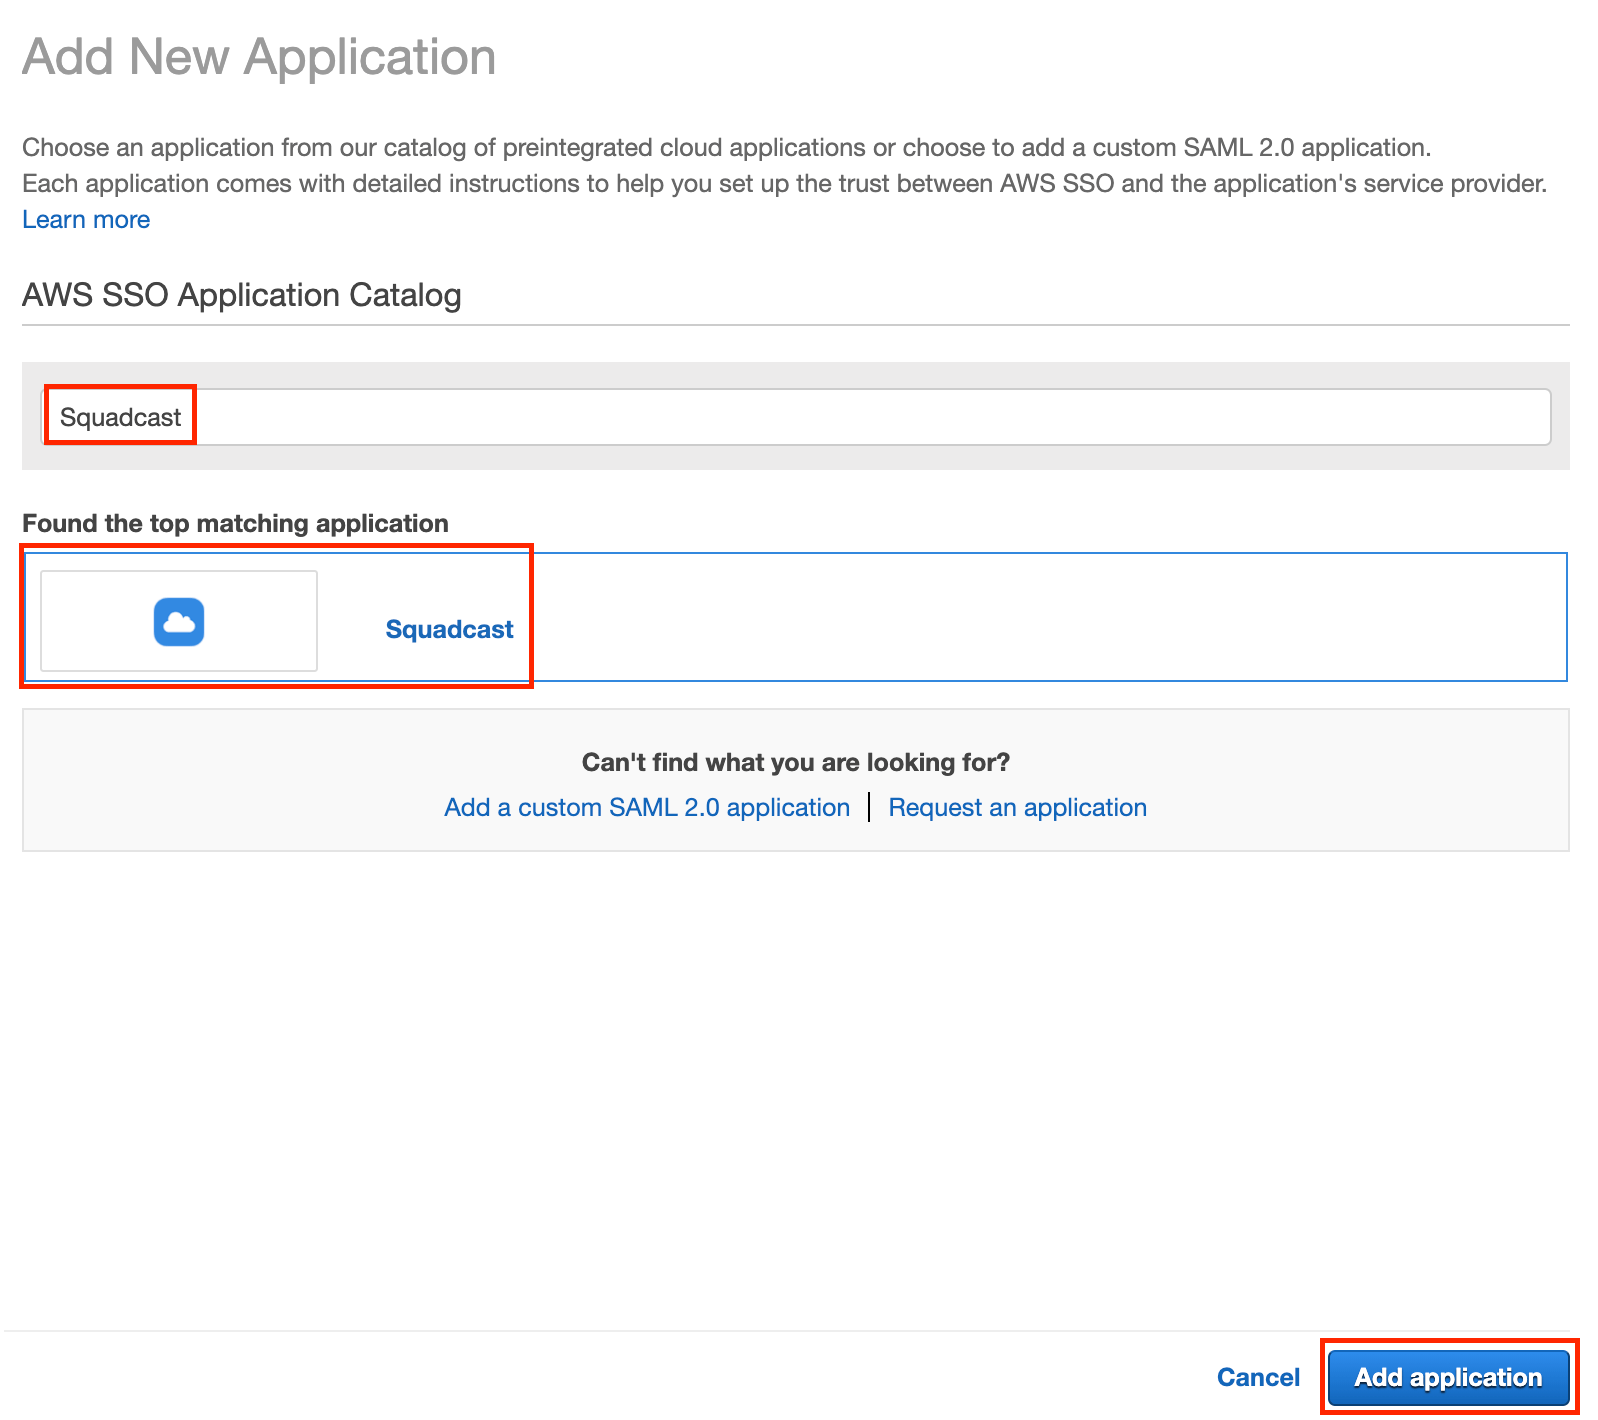 Add New Application
Choose an application from our catalog of preintegrated cloud applications or choose to add a custom SAML 2.0 application.
Each application comes with detailed instructions to help you set up the trust between AWS SSO and the application's service provider.
Learn more
AWS SSO Application Catalog
Squadcast
Found the top matching application
Squadcast
Can't find what you are looking for?
Add a custom SAML 2.0 application | Request an application
Cancel Add application